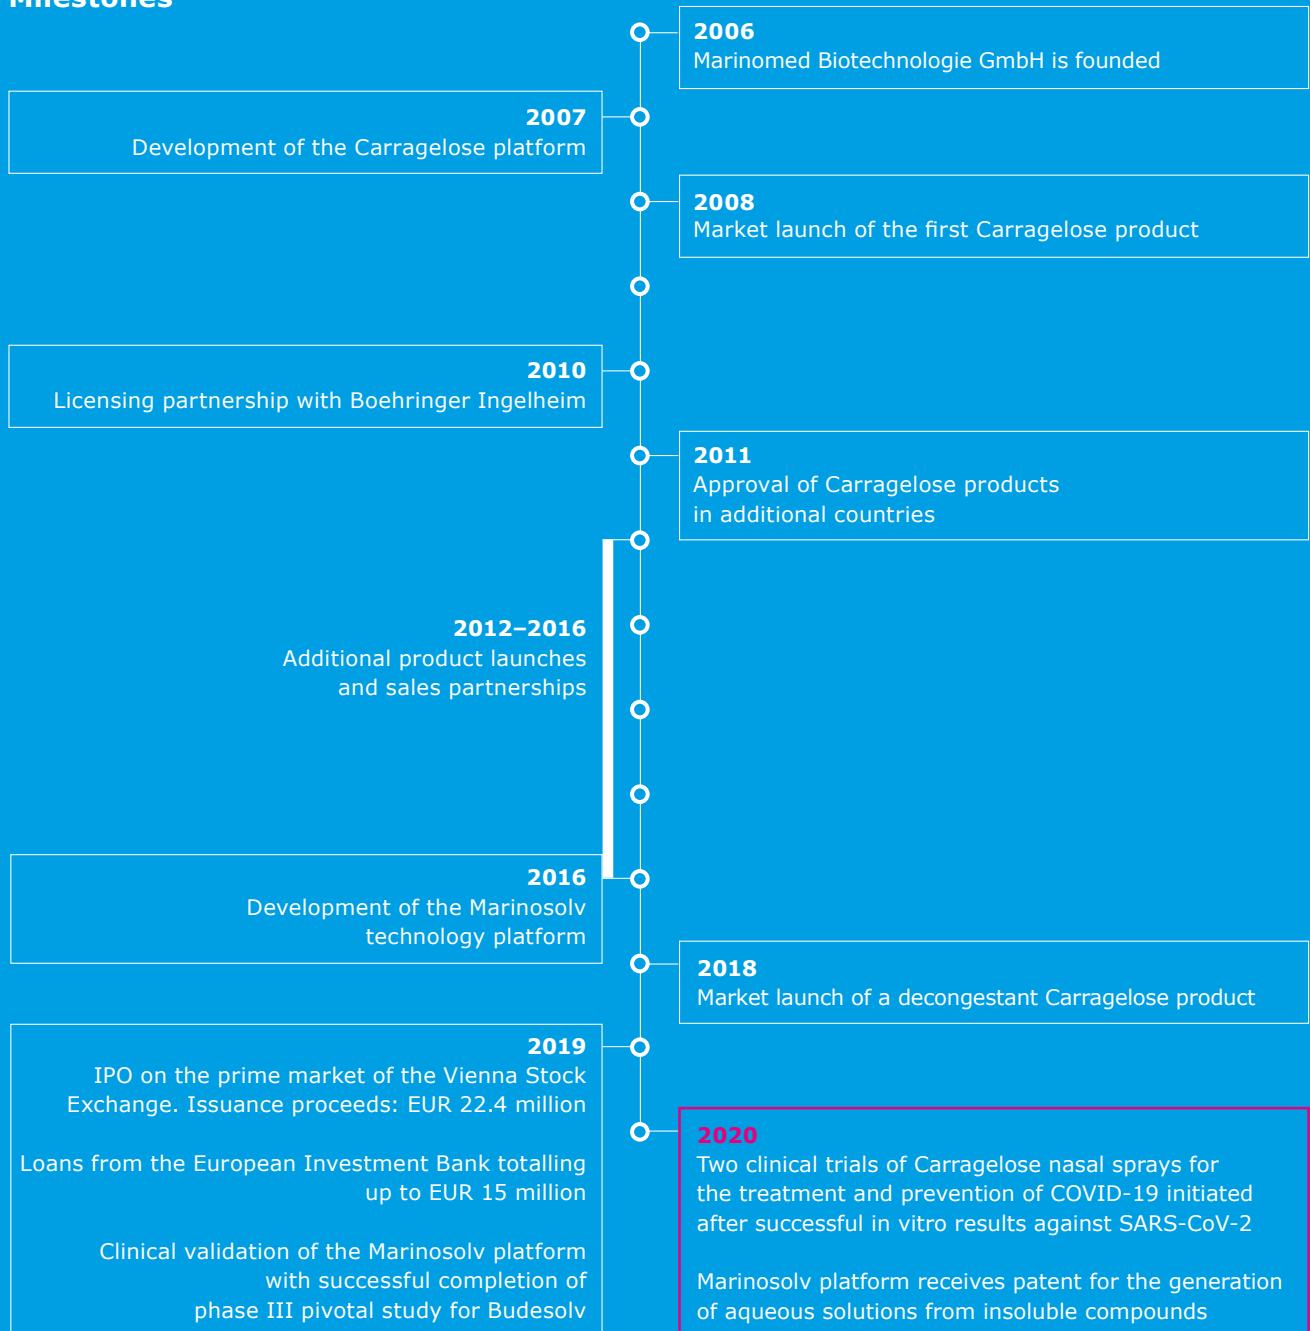 Milestones
2006
Marinomed Biotechnologie GmbH is founded
2007
Development of the Carragelose platform
2008
Market launch of the first Carragelose product
2010
Licensing partnership with Boehringer Ingelheim
2011
Approval of Carragelose products
in additional countries
2012–2016
Additional product launches
and sales partnerships
2016
Development of the Marinosolv
technology platform
2018
Market launch of a decongestant Carragelose product
2019
IPO on the prime market of the Vienna Stock
Exchange. Issuance proceeds: EUR 22.4 million
Loans from the European Investment Bank totalling
up to EUR 15 million
Clinical validation of the Marinosolv platform
with successful completion of
phase III pivotal study for Budesolv
2020
Two clinical trials of Carragelose nasal sprays for
the treatment and prevention of COVID-19 initiated
after successful in vitro results against SARS-CoV-2
Marinosolv platform receives patent for the generation
of aqueous solutions from insoluble compounds